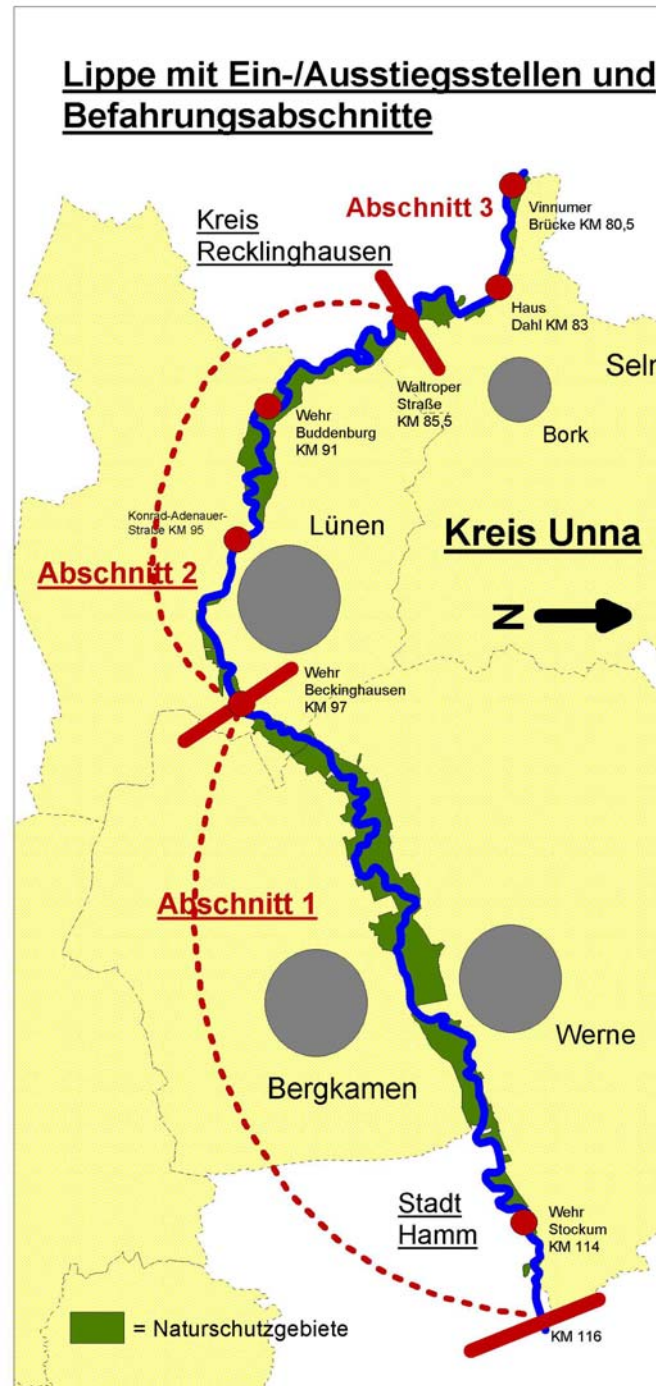 Lippe mit Ein-/Ausstiegsstellen und
Befahrungsabschnitte
Abschnitt 3
Vinnumer
Brücke KM 80,5
Kreis
Recklinghausen
Haus
Dahl KM 83
Waltroper
Straße
KM 85,5
Seln
Bork
Wehr
Buddenburg
KM 91
Konrad-Adenauer-
Straße KM 95
Lünen
Kreis Unna
Abschnitt 2
N
Wehr
Beckinghausen
KM 97
Abschnitt 1
Werne
Bergkamen
Stadt
Hamm
Wehr
Stockum
KM 114
= Naturschutzgebiete
KM 116